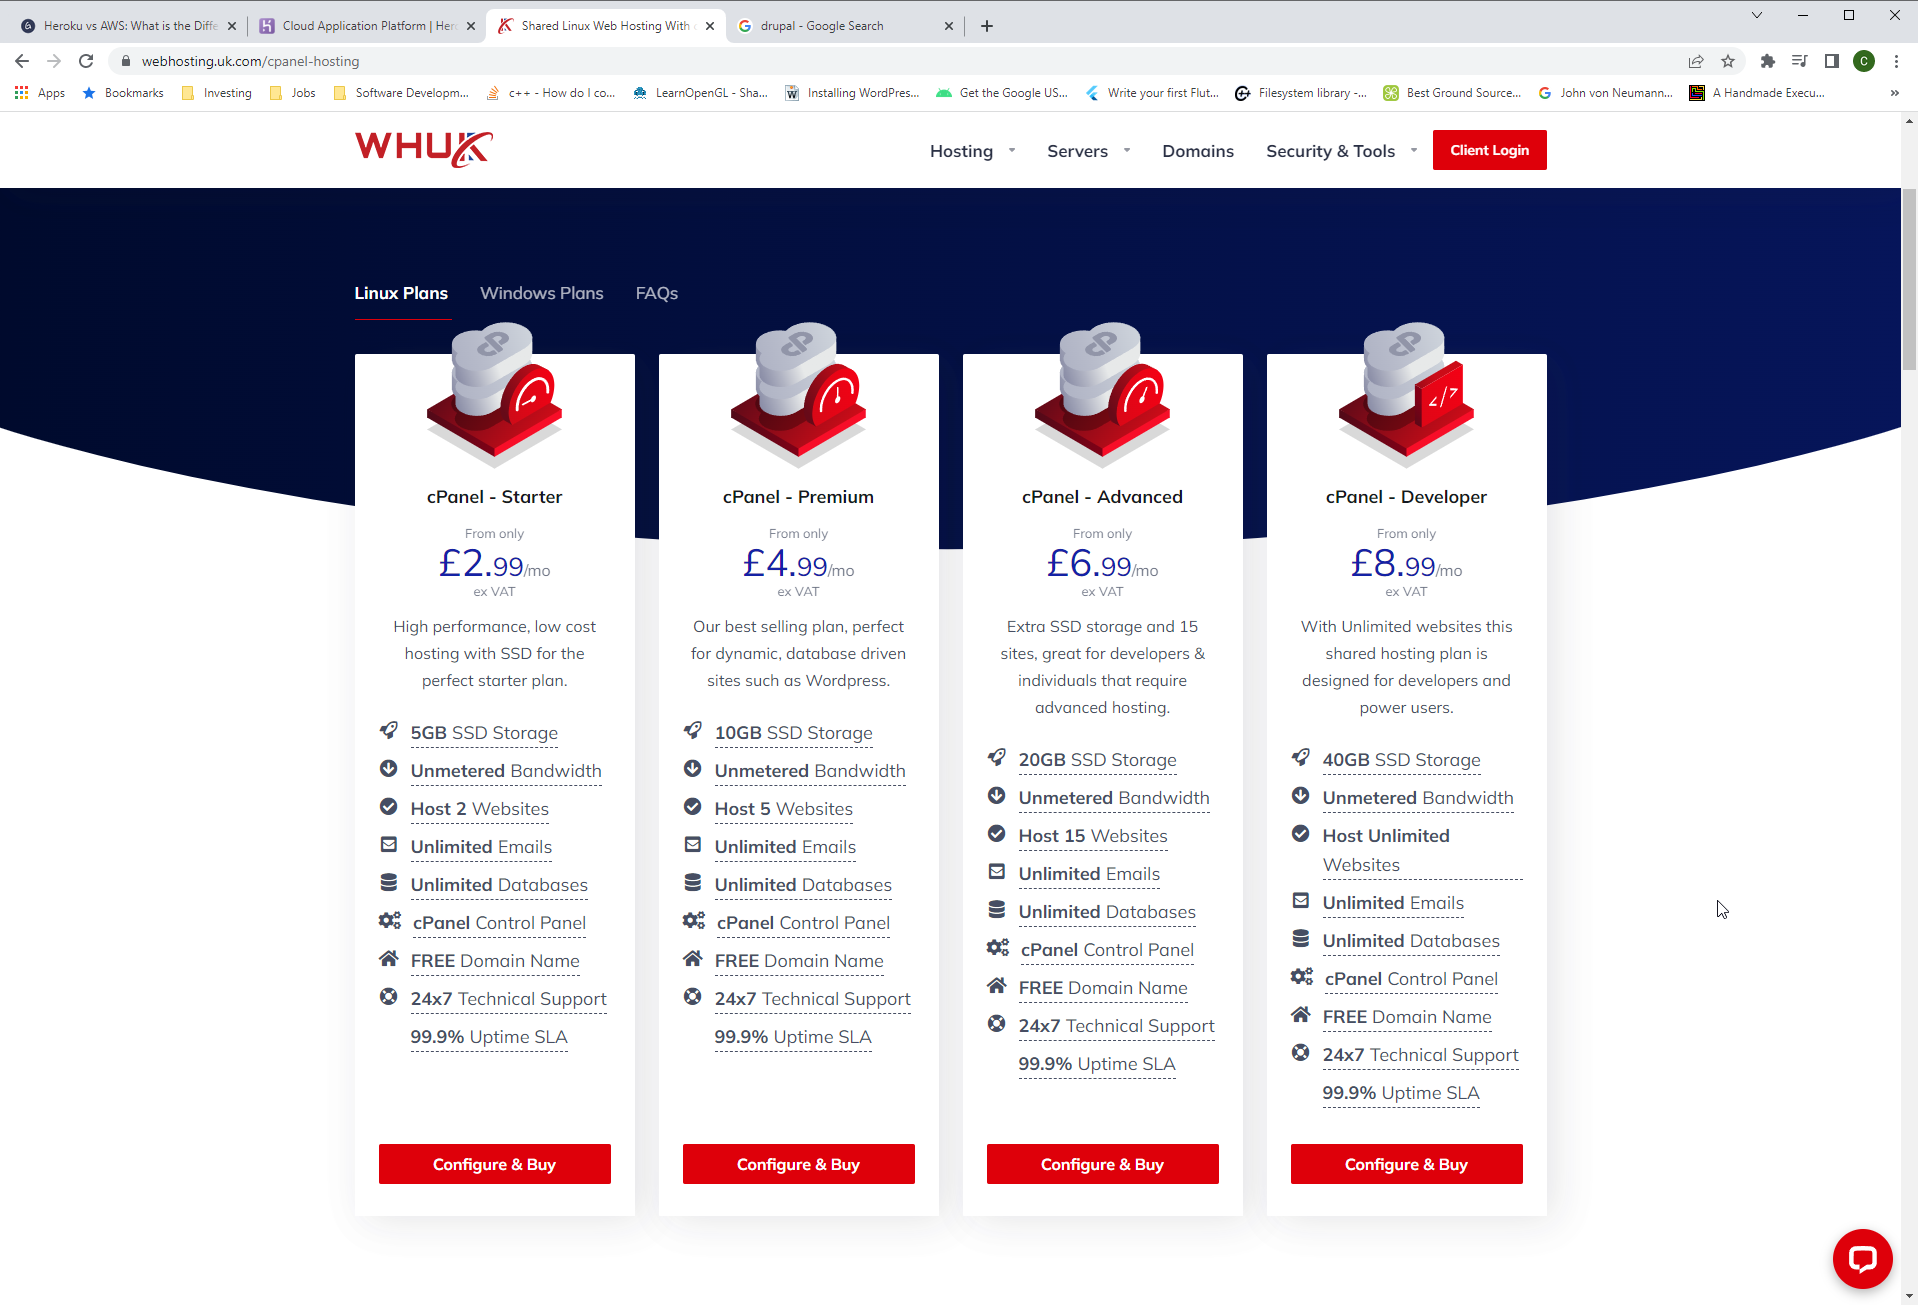 Heroku vs AWS: What is the Diffe
Cloud Application Platform | Her
Shared Linux Web Hosting With c
drupal - Google Search
webhosting.uk.com/cpanel-hosting
C
Apps
Bookmarks
Investing
Jobs
Software Developm...
c++ - How do I co...
LearnOpenGL - Sha...
Installing WordPres...
Get the Google US...
Write your first Flut...
Filesystem library -...
Best Ground Source...
John von Neumann...
A Handmade Execu...
»
WHUK
Hosting
Servers
Domains
Security & Tools
Client Login
Linux Plans
Windows Plans
FAQs
cPanel - Starter
From only
£2.99/mo
ex VAT
High performance, low cost
hosting with SSD for the
perfect starter plan.
5GB SSD Storage
Unmetered Bandwidth
Host 2 Websites
Unlimited Emails
Unlimited Databases
cPanel Control Panel
FREE Domain Name
24x7 Technical Support
99.9% Uptime SLA
Configure & Buy
cPanel - Premium
From only
£4.99/mo
ex VAT
Our best selling plan, perfect
for dynamic, database driven
sites such as Wordpress.
10GB SSD Storage
Unmetered Bandwidth
Host 5 Websites
Unlimited Emails
Unlimited Databases
cPanel Control Panel
FREE Domain Name
24x7 Technical Support
99.9% Uptime SLA
Configure & Buy
cPanel - Advanced
From only
£6.99/mo
ex VAT
Extra SSD storage and 15
sites, great for developers &
individuals that require
advanced hosting.
20GB SSD Storage
Unmetered Bandwidth
Host 15 Websites
Unlimited Emails
Unlimited Databases
cPanel Control Panel
FREE Domain Name
24x7 Technical Support
99.9% Uptime SLA
Configure & Buy
cPanel - Developer
From only
£8.99/mo
ex VAT
With Unlimited websites this
shared hosting plan is
designed for developers and
power users.
40GB SSD Storage
Unmetered Bandwidth
Host Unlimited
Websites
Unlimited Emails
Unlimited Databases
cPanel Control Panel
FREE Domain Name
24x7 Technical Support
99.9% Uptime SLA
Configure & Buy